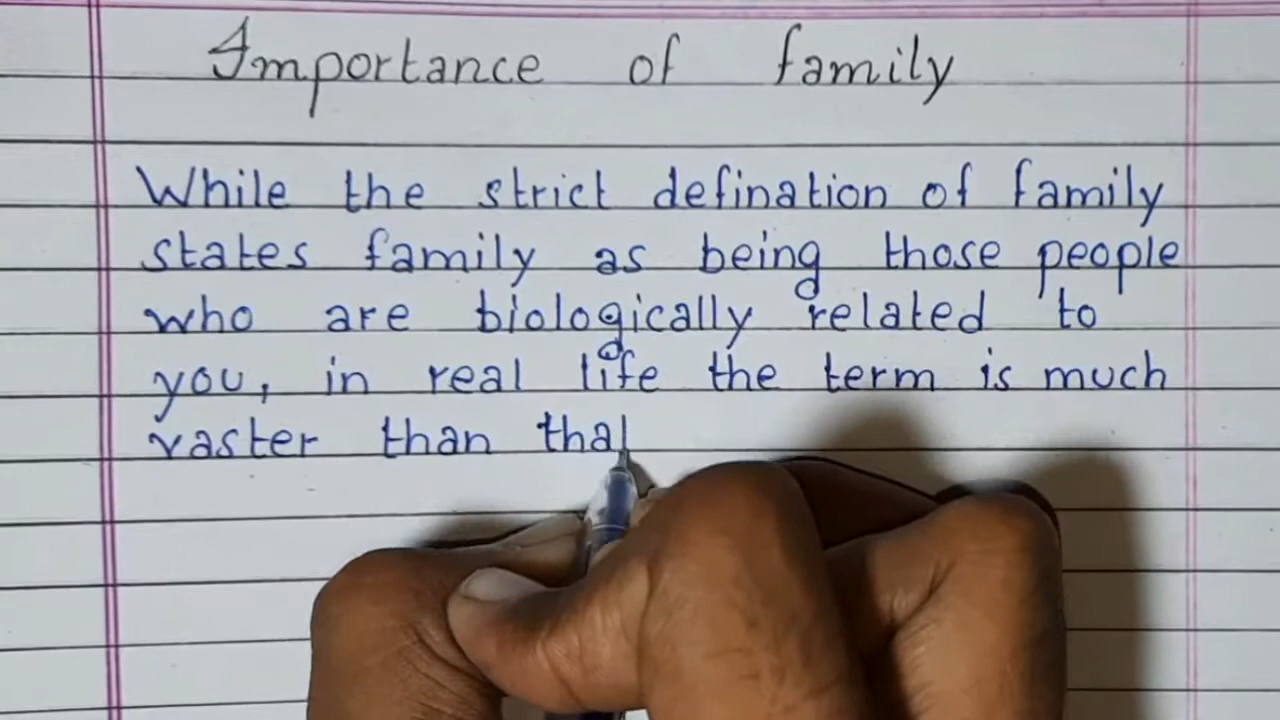 Importance of family
While the strict defination of family
states family as being those people
who are biologically related to
you, in real life the term is much
vaster than